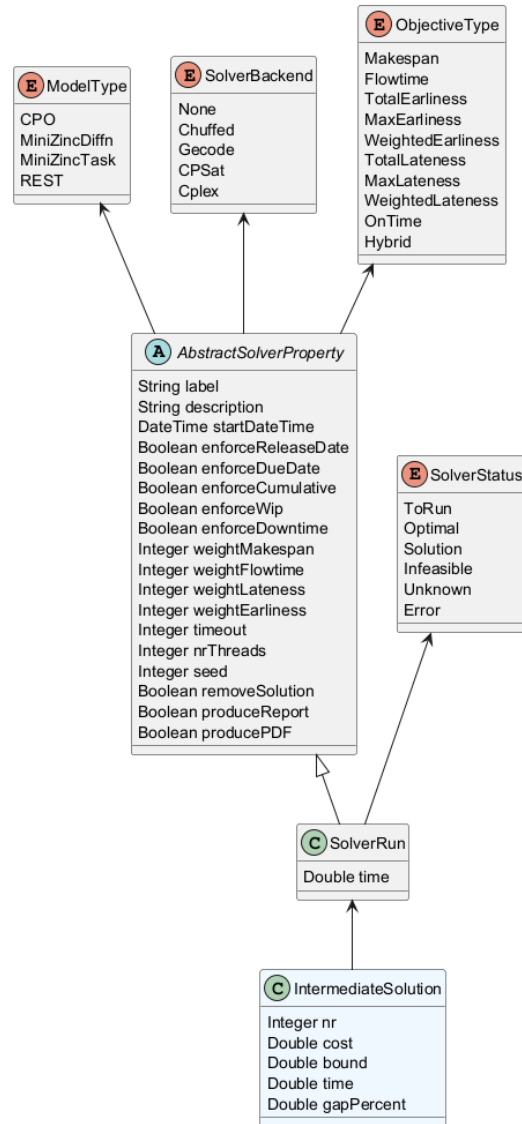 E ObjectiveType
Makespan
Flowtime
TotalEarliness
MaxEarliness
WeightedEarliness
TotalLateness
MaxLateness
WeightedLateness
OnTime
Hybrid
E SolverBackend
None
Chuffed
Gecode
CPSat
Cplex
E ModelType
CPO
MiniZincDiffn
MiniZincTask
REST
A AbstractSolverProperty
String label
String description
DateTime startDateTime
Boolean enforceReleaseDate
Boolean enforceDueDate
Boolean enforceCumulative
Boolean enforceWip
Boolean enforceDowntime
Integer weightMakespan
Integer weightFlowtime
Integer weightLateness
Integer weightEarliness
Integer timeout
Integer nrThreads
Integer seed
Boolean removeSolution
Boolean produceReport
Boolean producePDF
E SolverStatus
ToRun
Optimal
Solution
Infeasible
Unknown
Error
C SolverRun
Double time
C IntermediateSolution
Integer nr
Double cost
Double bound
Double time
Double gapPercent